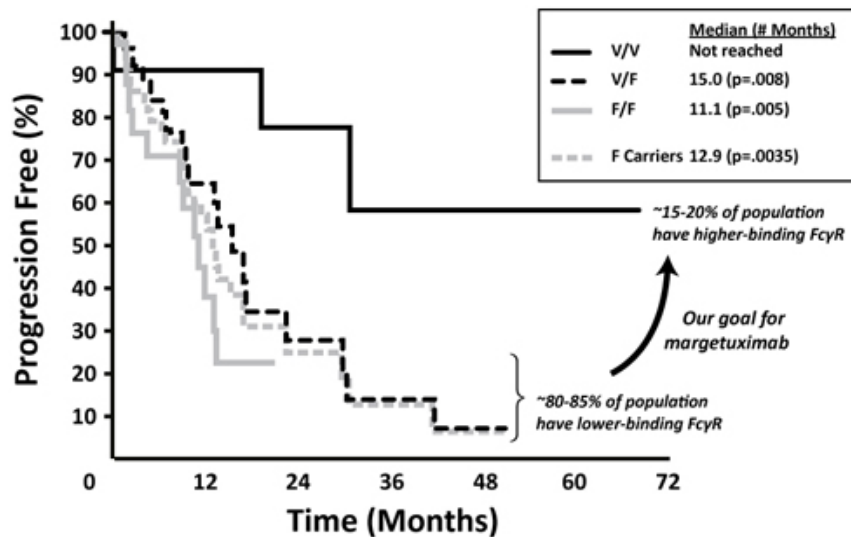 Median (# Months)
V/V Not reached
V/F 15.0 (p=.008)
F/F 11.1 (p=.005)
F Carriers 12.9 (p=.0035)
Progression Free (%)
100
90
80
70
60
50
40
30
20
10
~15-20% of population
have higher-binding FcγR
Our goal for
margetuximab
~80-85% of population
have lower-binding FcγR
0 12 24 36 48 60 72
Time (Months)